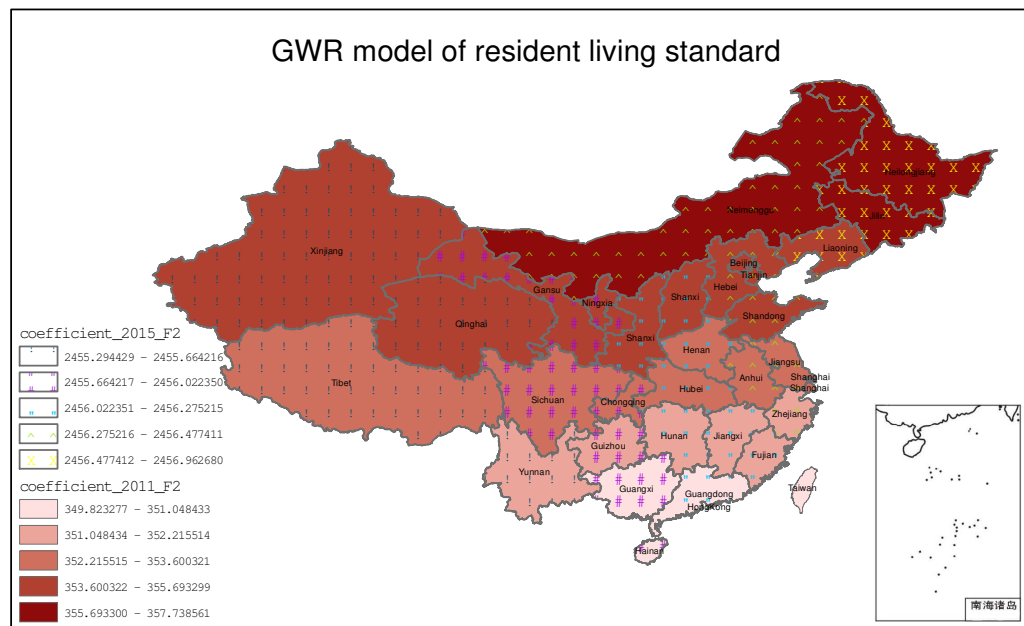 GWR model of resident living standard
Heilongjiang
Neimenggu
Jilin
Liaoning
Xinjiang
Beijing
Tianjin
Gansu
Hebei
Ningxia
Shanxi
Shandong
Qinghai
Shanxi
Henan
Jiangsu
Tibet
Anhui
Shanghai
Shanghai
Hubei
Sichuan
Chongqing
Zhejiang
Hunan
Jiangxi
Guizhou
Fujian
Yunnan
Guangxi
Guangdong
HongKong
Taiwan
Hainan
coefficient_2015_F2
2455.294429 - 2455.664216
2455.664217 - 2456.022350
2456.022351 - 2456.275215
2456.275216 - 2456.477411
2456.477412 - 2456.962680
coefficient_2011_F2
349.823277 - 351.048433
351.048434 - 352.215514
352.215515 - 353.600321
353.600322 - 355.693299
355.693300 - 357.738561
南海诸岛